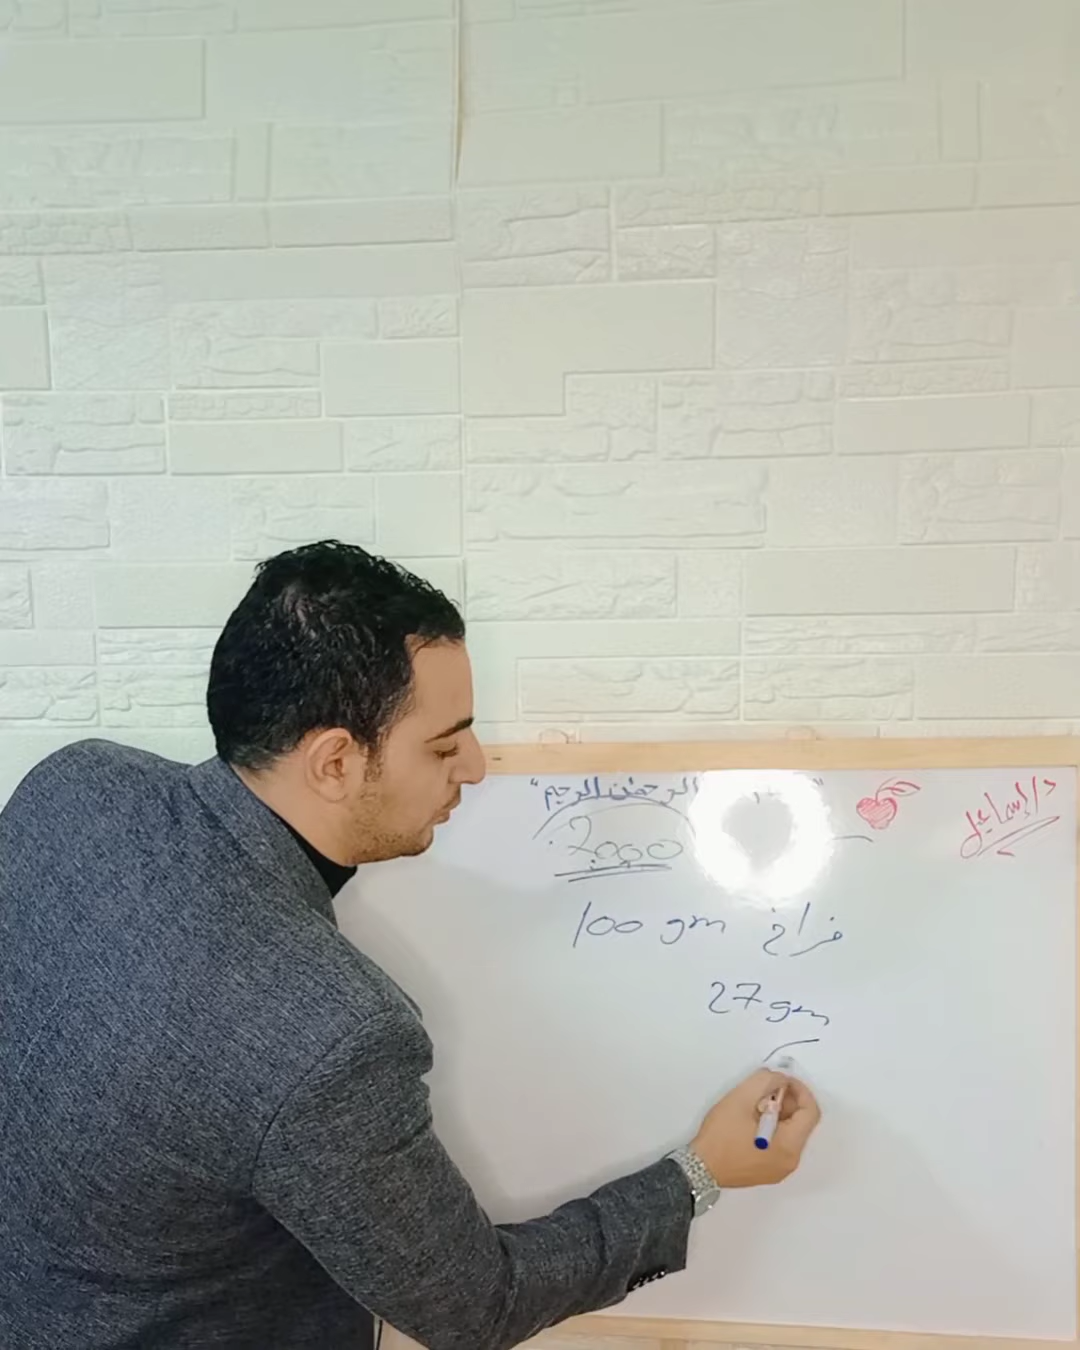 الرحمن الرحيم"
د/إسماعيل
2000
100 gm فراخ
27 gm